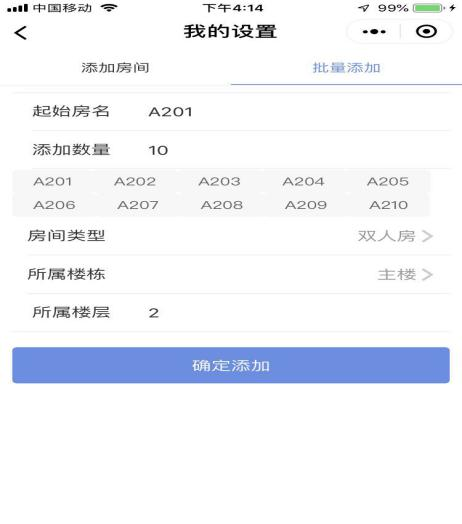 中国移动 下午4:14 99%
我的设置
添加房间 批量添加
起始房名 A201
添加数量 10
A201 A202 A203 A204 A205
A206 A207 A208 A209 A210
房间类型 双人房
所属楼栋 主楼
所属楼层 2
确定添加